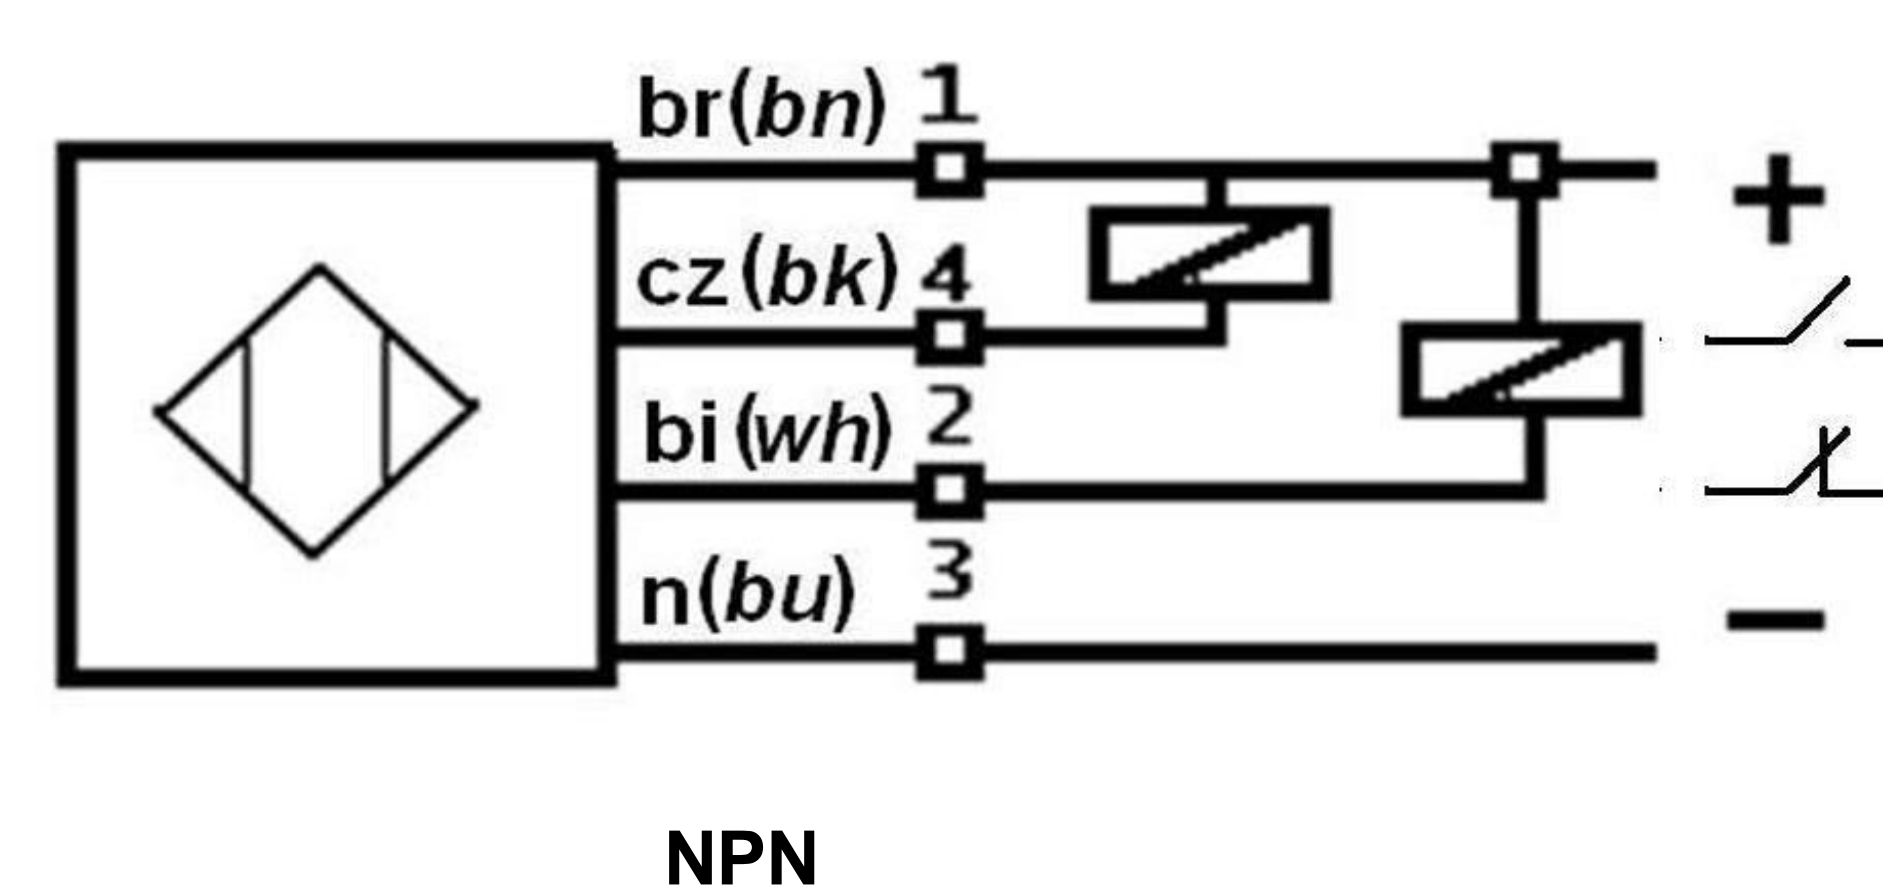 br(bn) 1
+
cz(bk) 4
bi(wh) 2
n(bu) 3
−
NPN